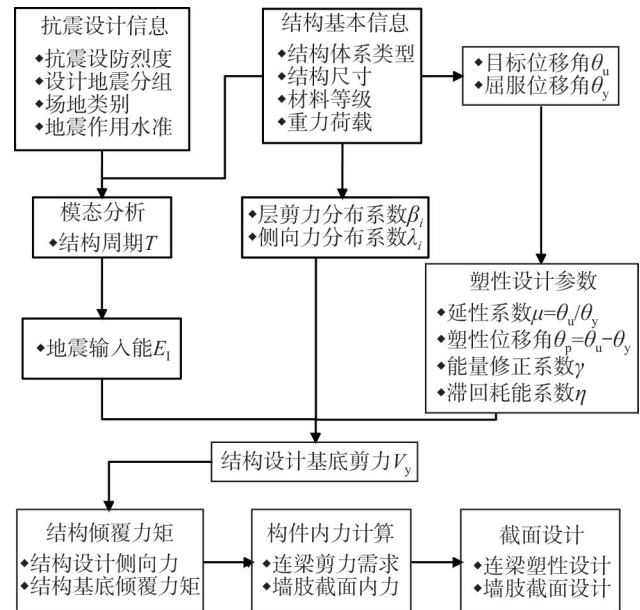 抗震设计信息
◆抗震设防烈度
◆设计地震分组
◆场地类别
◆地震作用水准
结构基本信息
◆结构体系类型
◆结构尺寸
◆材料等级
◆重力荷载
◆目标位移角θu
◆屈服位移角θy
模态分析
◆结构周期T
◆层剪力分布系数βi
◆侧向力分布系数λi
塑性设计参数
◆延性系数μ=θu/θy
◆塑性位移角θp=θu−θy
◆能量修正系数γ
◆滞回耗能系数η
◆地震输入能EI
结构设计基底剪力Vy
结构倾覆力矩
◆结构设计侧向力
◆结构基底倾覆力矩
构件内力计算
◆连梁剪力需求
◆墙肢截面内力
截面设计
◆连梁塑性设计
◆墙肢截面设计